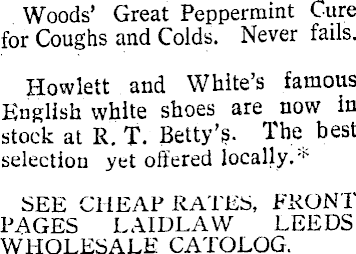 Woods' Great Peppermint Cure
for Coughs and Colds. Never fails.
Howlett and White's famous
English white shoes are now in
stock at R. T. Betty's. The best
selection yet offered locally.*
SEE CHEAP RATES, FRONT
PAGES LAIDLAW LEEDS
WHOLESALE CATOLOG.